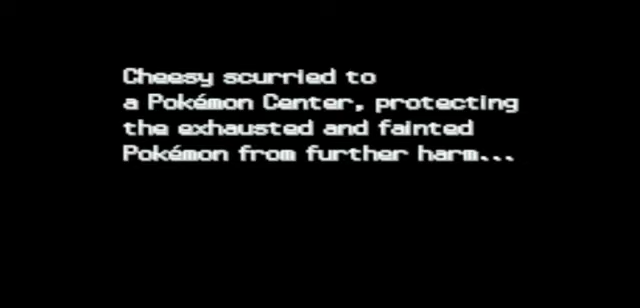 Cheesy scurried to
a Pokémon Center, protecting
the exhausted and fainted
Pokémon from further harm...